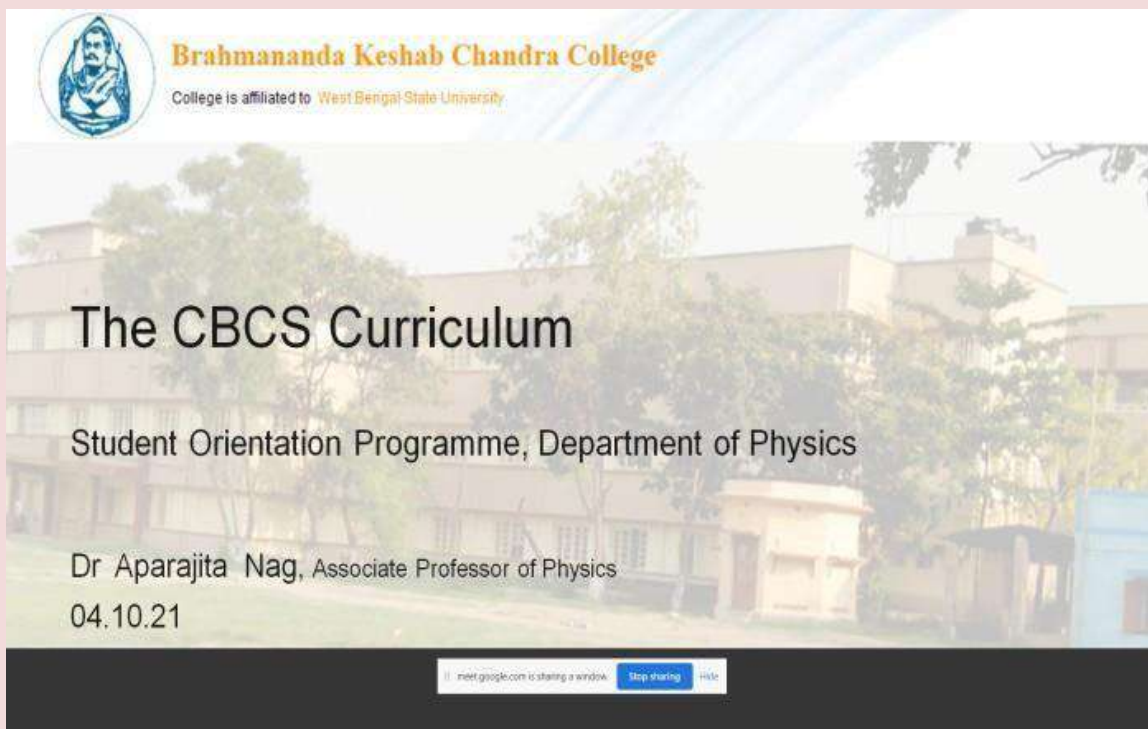 Brahmananda Keshab Chandra College
College is affiliated to West Bengal State University
The CBCS Curriculum
Student Orientation Programme, Department of Physics
Dr Aparajita Nag, Associate Professor of Physics
04.10.21
meet.google.com is sharing a window. Stop sharing Hide